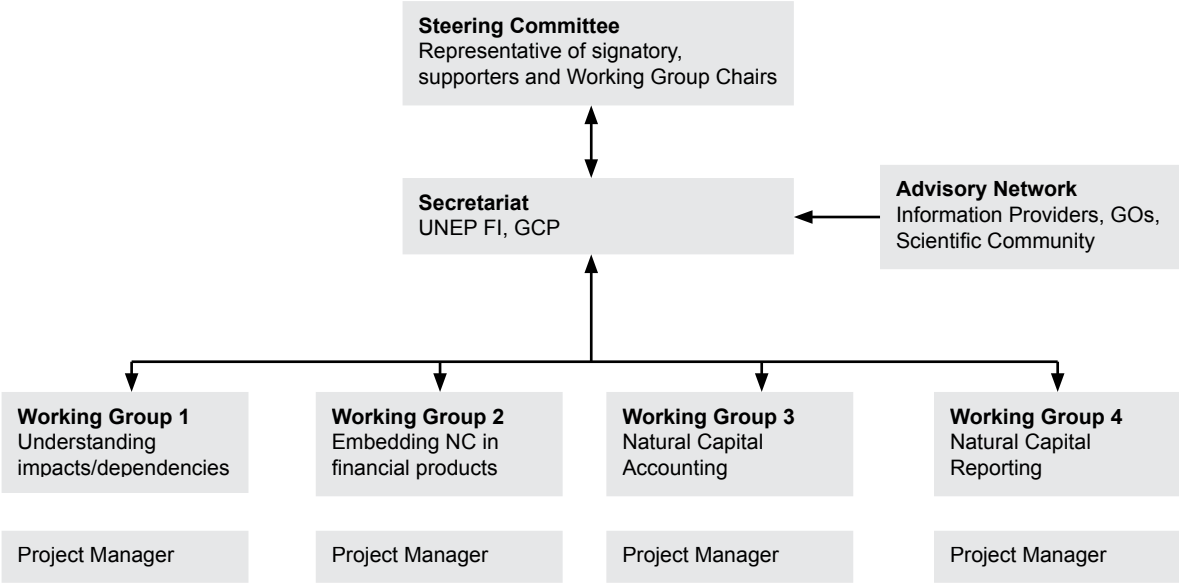 Steering Committee
Representative of signatory,
supporters and Working Group Chairs
Secretariat
UNEP FI, GCP
Advisory Network
Information Providers, GOs,
Scientific Community
Working Group 1
Understanding
impacts/dependencies
Working Group 2
Embedding NC in
financial products
Working Group 3
Natural Capital
Accounting
Working Group 4
Natural Capital
Reporting
Project Manager
Project Manager
Project Manager
Project Manager